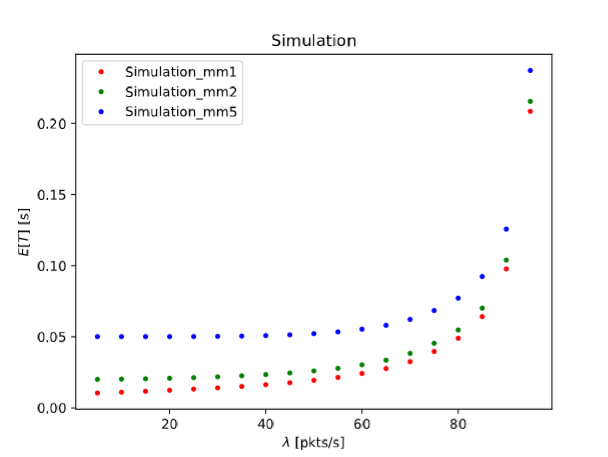 Simulation
Simulation_mm1
Simulation_mm2
Simulation_mm5
0.20
0.15
0.10
0.05
0.00
E[T] [s]
20 40 60 80
λ [pkts/s]